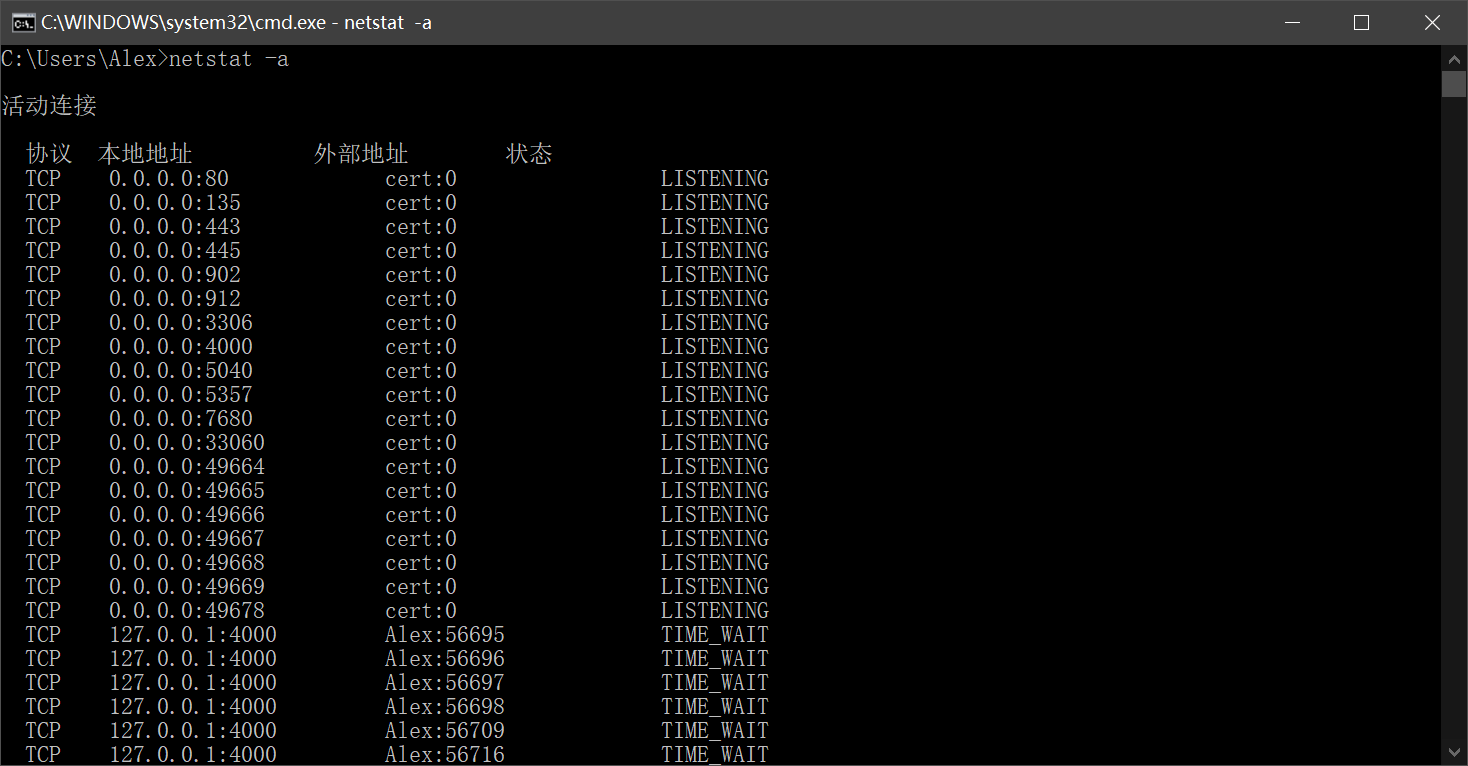 C:\WINDOWS\system32\cmd.exe - netstat -a
C:\Users\Alex>netstat -a
活动连接
协议 本地地址 外部地址 状态
TCP 0.0.0.0:80 cert:0 LISTENING
TCP 0.0.0.0:135 cert:0 LISTENING
TCP 0.0.0.0:443 cert:0 LISTENING
TCP 0.0.0.0:445 cert:0 LISTENING
TCP 0.0.0.0:902 cert:0 LISTENING
TCP 0.0.0.0:912 cert:0 LISTENING
TCP 0.0.0.0:3306 cert:0 LISTENING
TCP 0.0.0.0:4000 cert:0 LISTENING
TCP 0.0.0.0:5040 cert:0 LISTENING
TCP 0.0.0.0:5357 cert:0 LISTENING
TCP 0.0.0.0:7680 cert:0 LISTENING
TCP 0.0.0.0:33060 cert:0 LISTENING
TCP 0.0.0.0:49664 cert:0 LISTENING
TCP 0.0.0.0:49665 cert:0 LISTENING
TCP 0.0.0.0:49666 cert:0 LISTENING
TCP 0.0.0.0:49667 cert:0 LISTENING
TCP 0.0.0.0:49668 cert:0 LISTENING
TCP 0.0.0.0:49669 cert:0 LISTENING
TCP 0.0.0.0:49678 cert:0 LISTENING
TCP 127.0.0.1:4000 Alex:56695 TIME_WAIT
TCP 127.0.0.1:4000 Alex:56696 TIME_WAIT
TCP 127.0.0.1:4000 Alex:56697 TIME_WAIT
TCP 127.0.0.1:4000 Alex:56698 TIME_WAIT
TCP 127.0.0.1:4000 Alex:56709 TIME_WAIT
TCP 127.0.0.1:4000 Alex:56716 TIME_WAIT